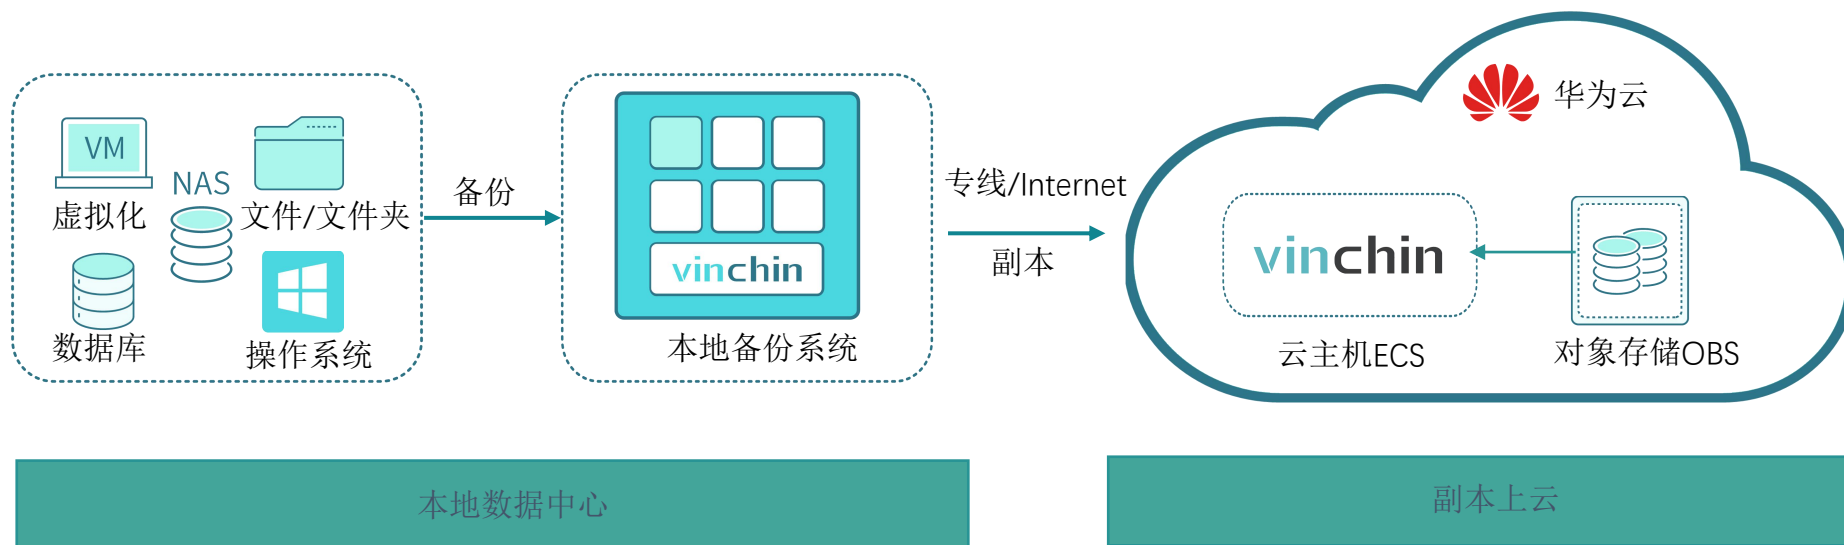 VM
虚拟化
NAS
文件/文件夹
数据库
操作系统
备份
vinchin
本地备份系统
专线/Internet
副本
华为云
vinchin
云主机ECS
对象存储OBS
本地数据中心
副本上云